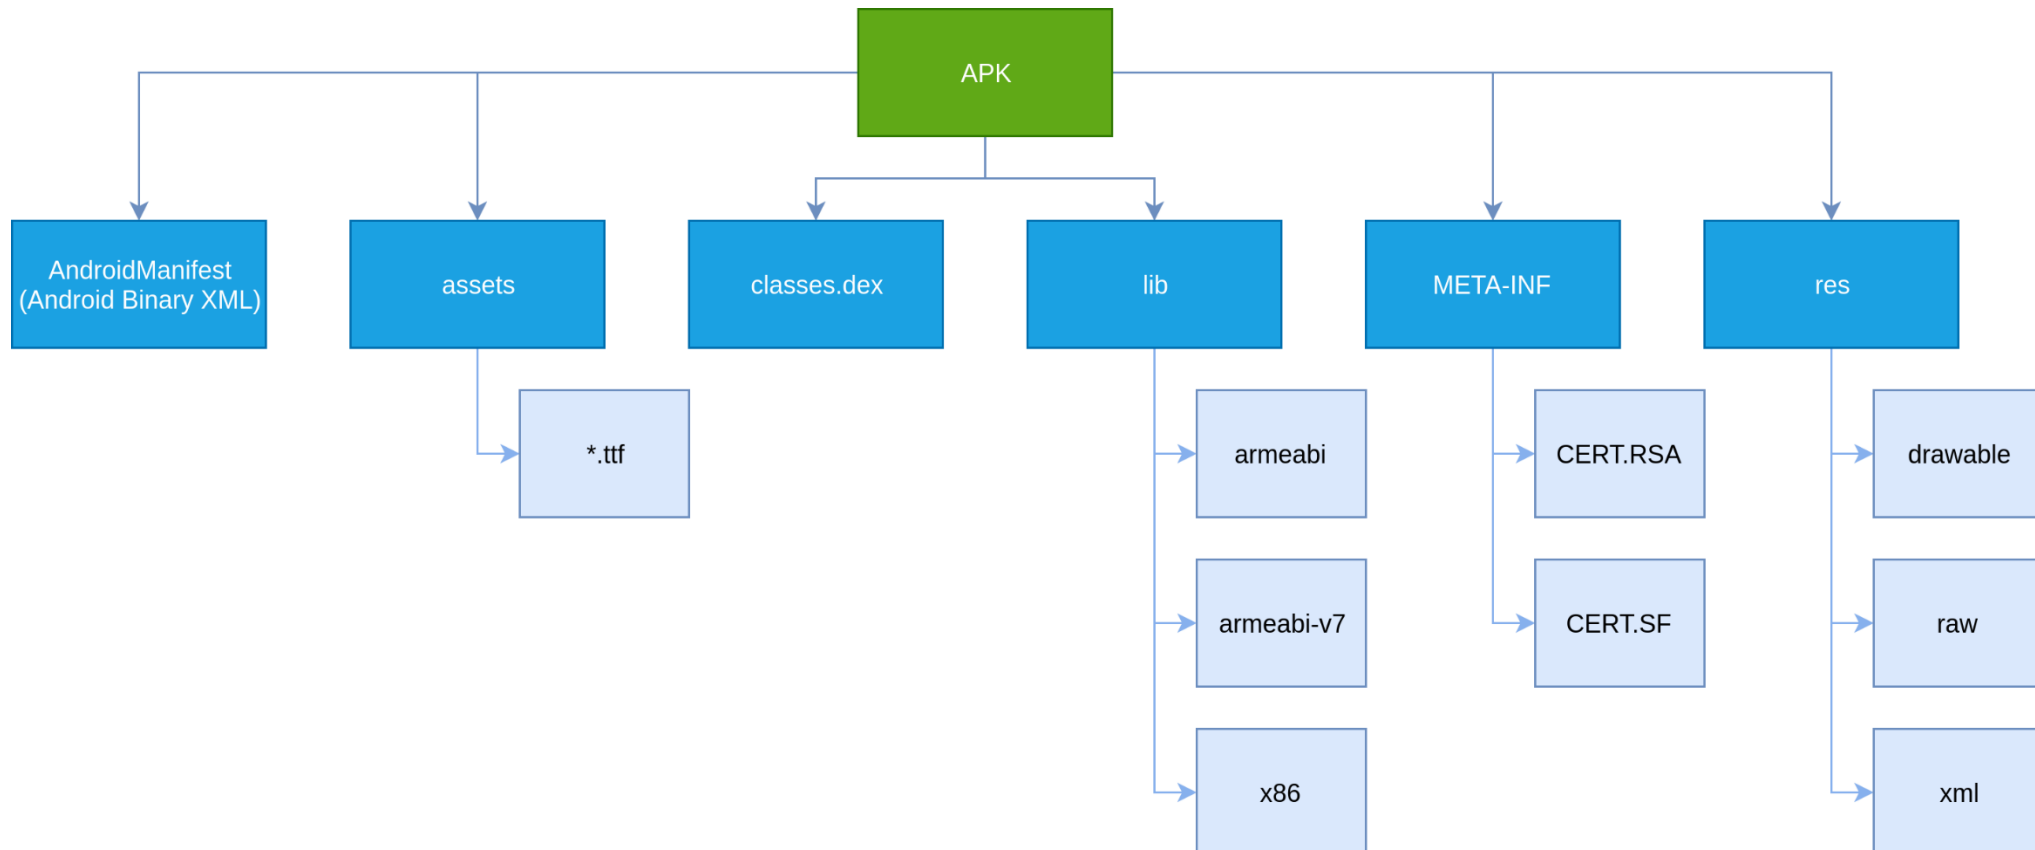 APK
AndroidManifest
(Android Binary XML)
assets
classes.dex
lib
META-INF
res
*.ttf
armeabi
CERT.RSA
drawable
armeabi-v7
CERT.SF
raw
x86
xml